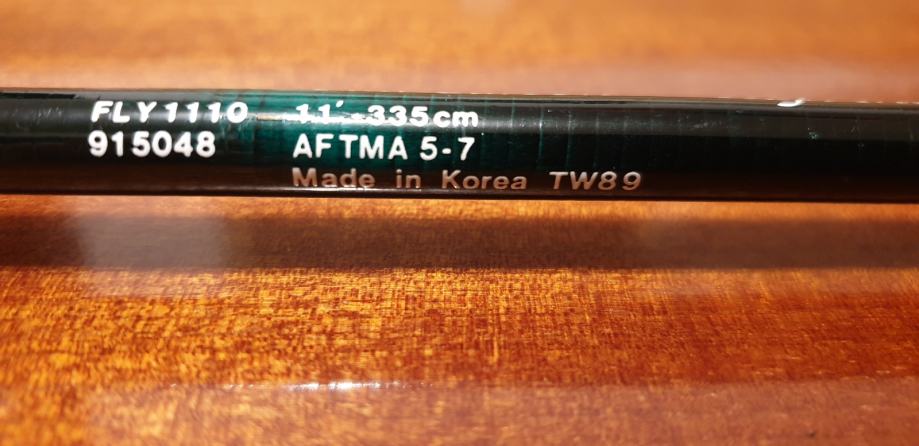 FLY1110 11'-335cm
915048 AFTMA 5-7
Made in Korea TW89